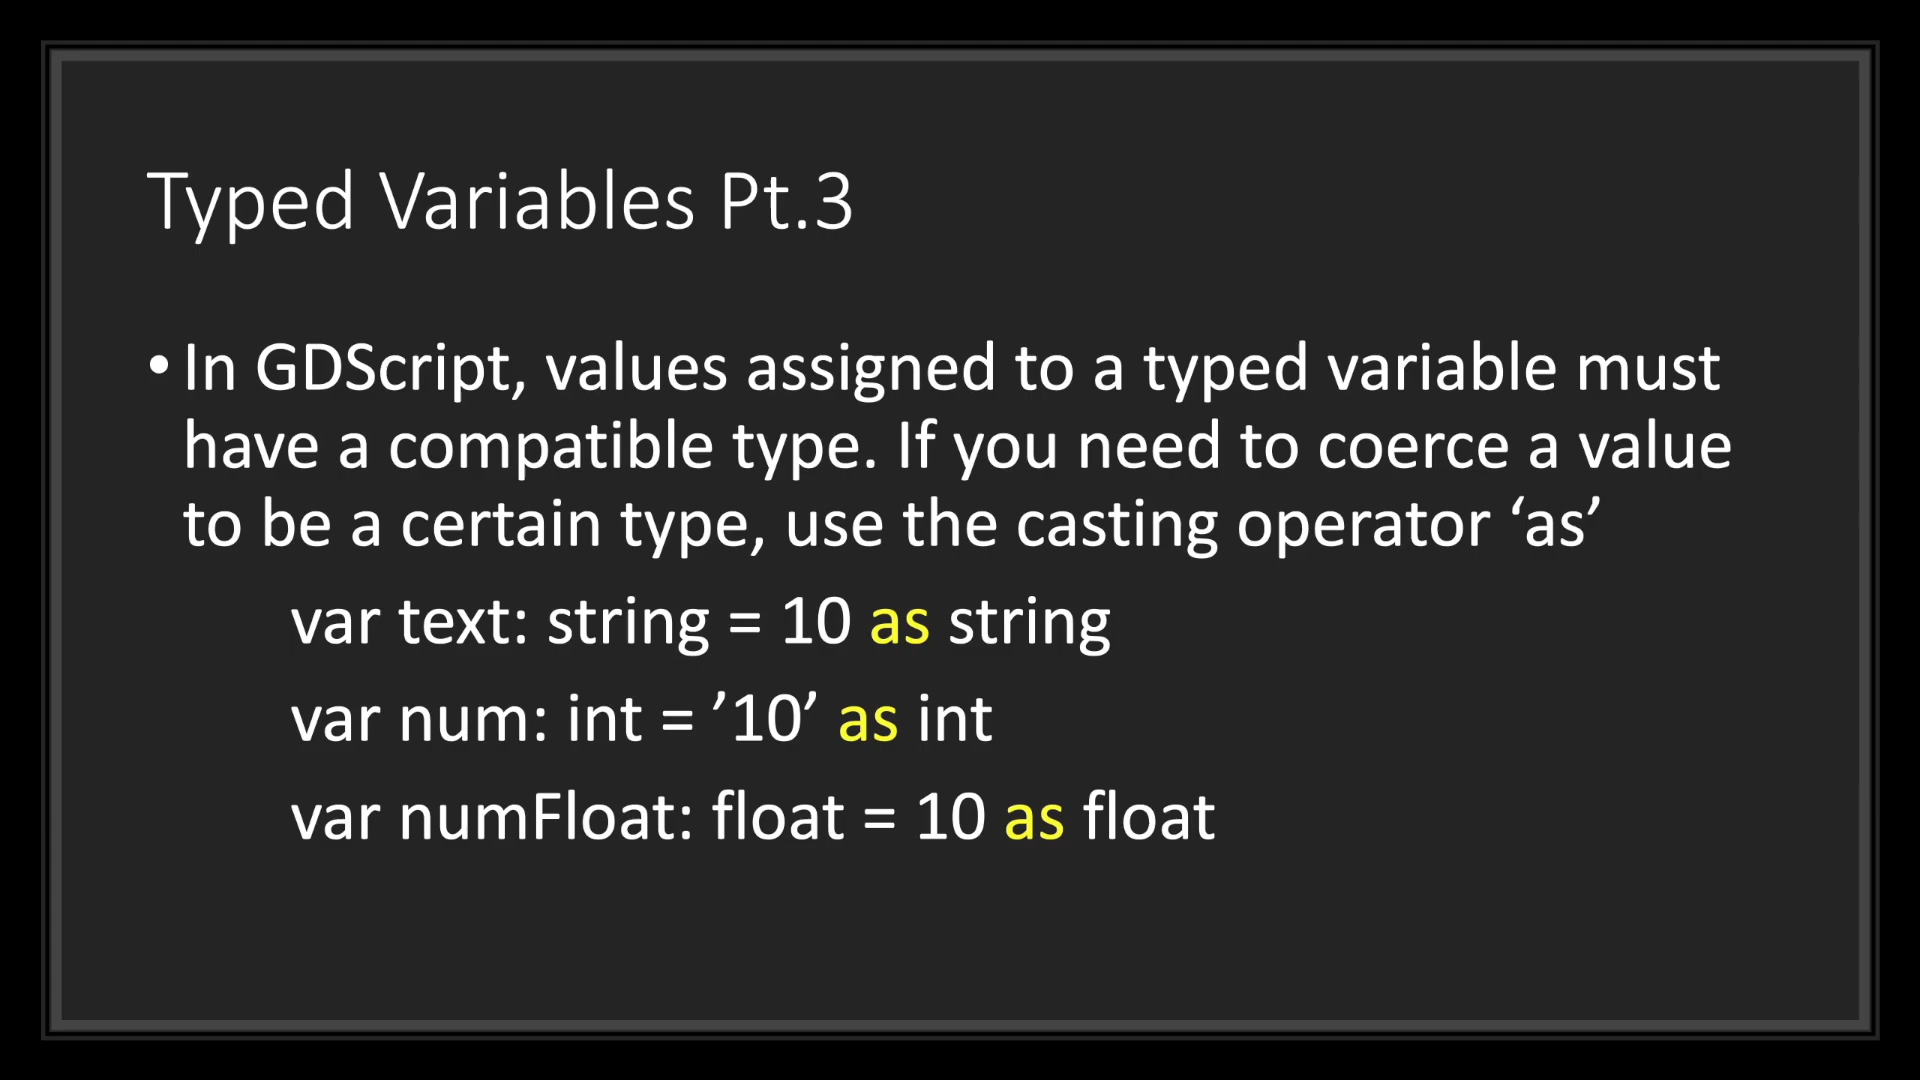 Typed Variables Pt.3
• In GDScript, values assigned to a typed variable must
have a compatible type. If you need to coerce a value
to be a certain type, use the casting operator ‘as’
var text: string = 10 as string
var num: int = ’10’ as int
var numFloat: float = 10 as float